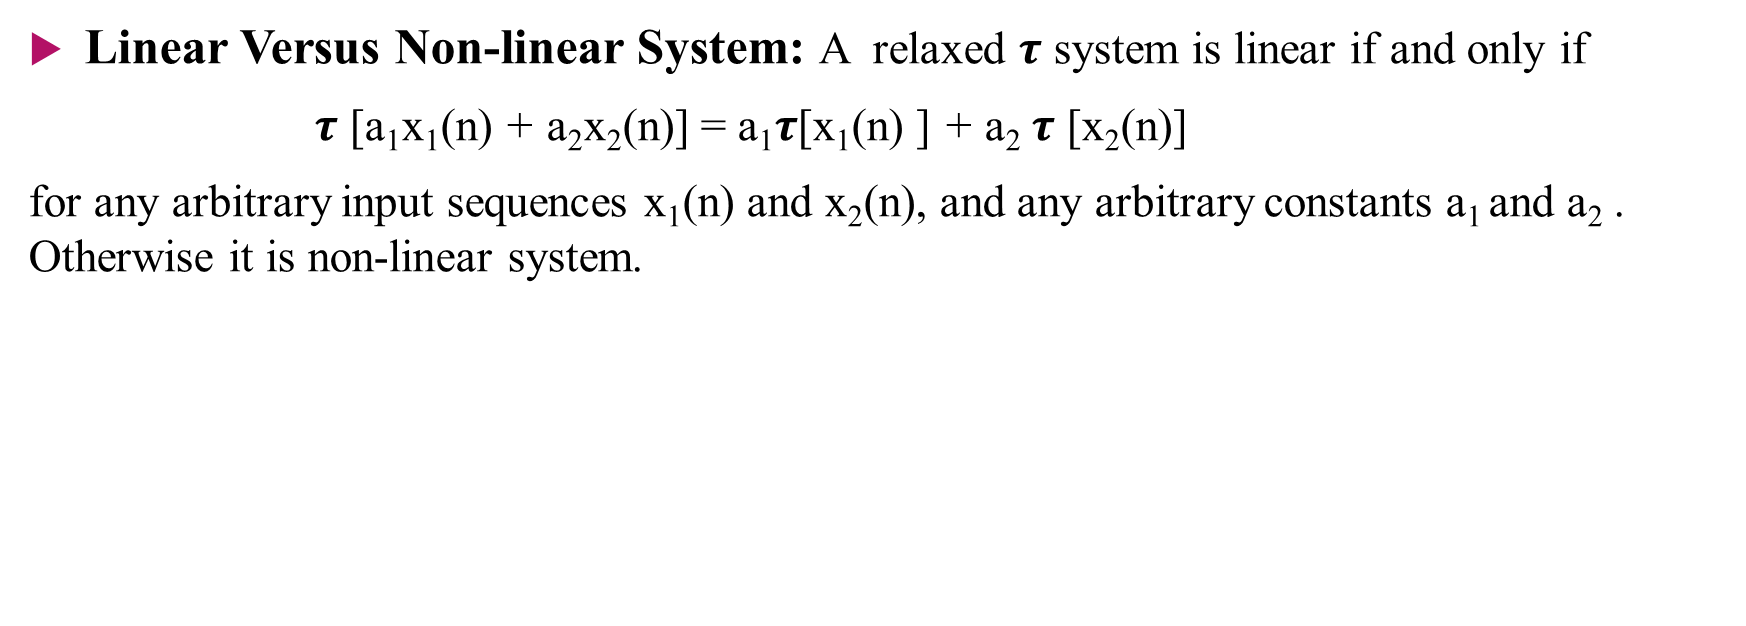 ▶ Linear Versus Non-linear System: A relaxed 𝝉 system is linear if and only if
𝝉 [a₁x₁(n) + a₂x₂(n)] = a₁𝝉[x₁(n) ] + a₂ 𝝉 [x₂(n)]
for any arbitrary input sequences x₁(n) and x₂(n), and any arbitrary constants a₁ and a₂ .
Otherwise it is non-linear system.